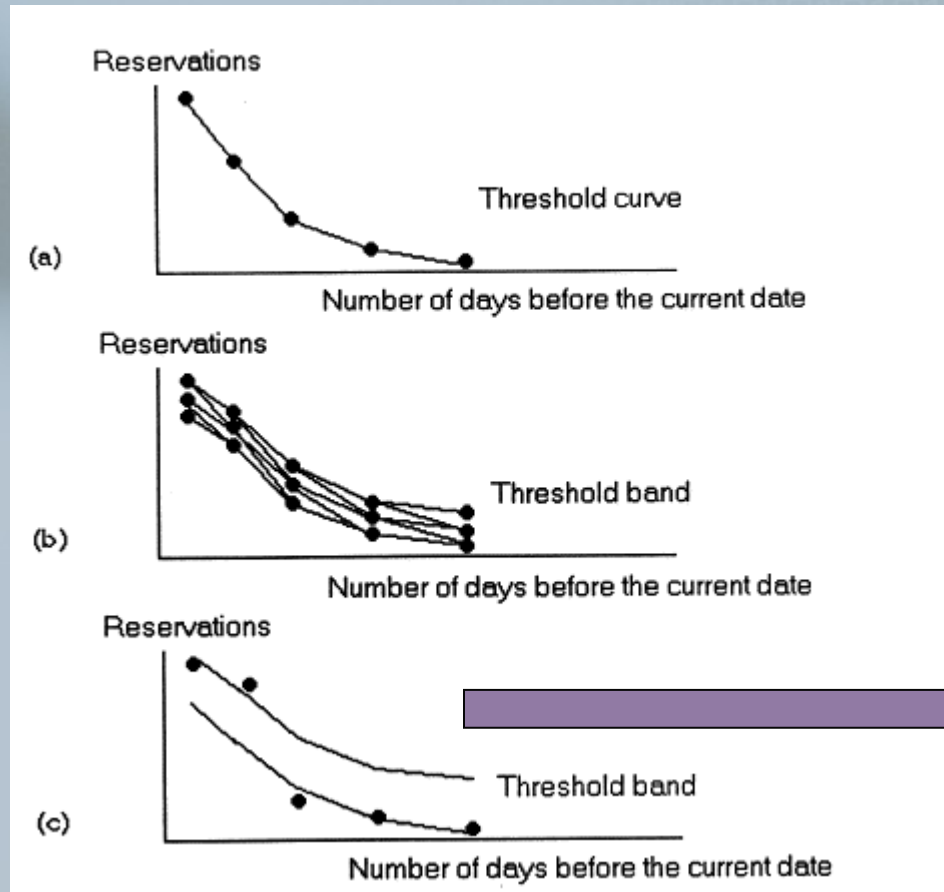 Reservations
Threshold curve
(a)
Number of days before the current date
Reservations
Threshold band
(b)
Number of days before the current date
Reservations
Threshold band
(c)
Number of days before the current date